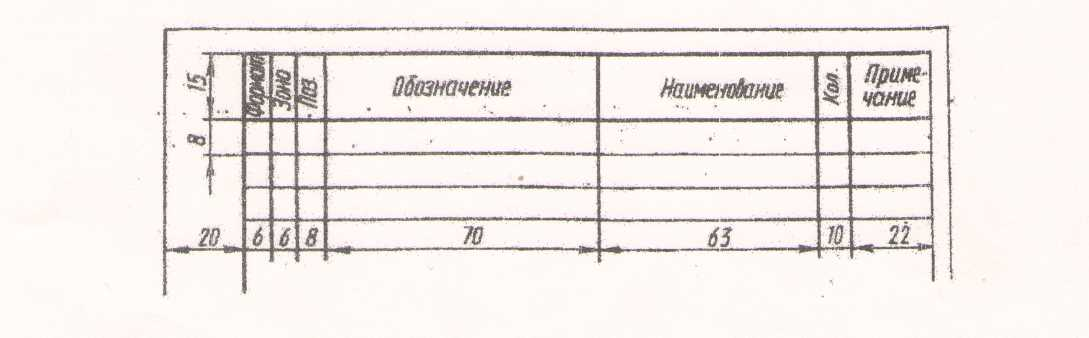 15
Формат
Зона
Поз.
Обозначение
Наименование
Кол.
Приме-
чание
8
20 6 6 8 70 63 10 22